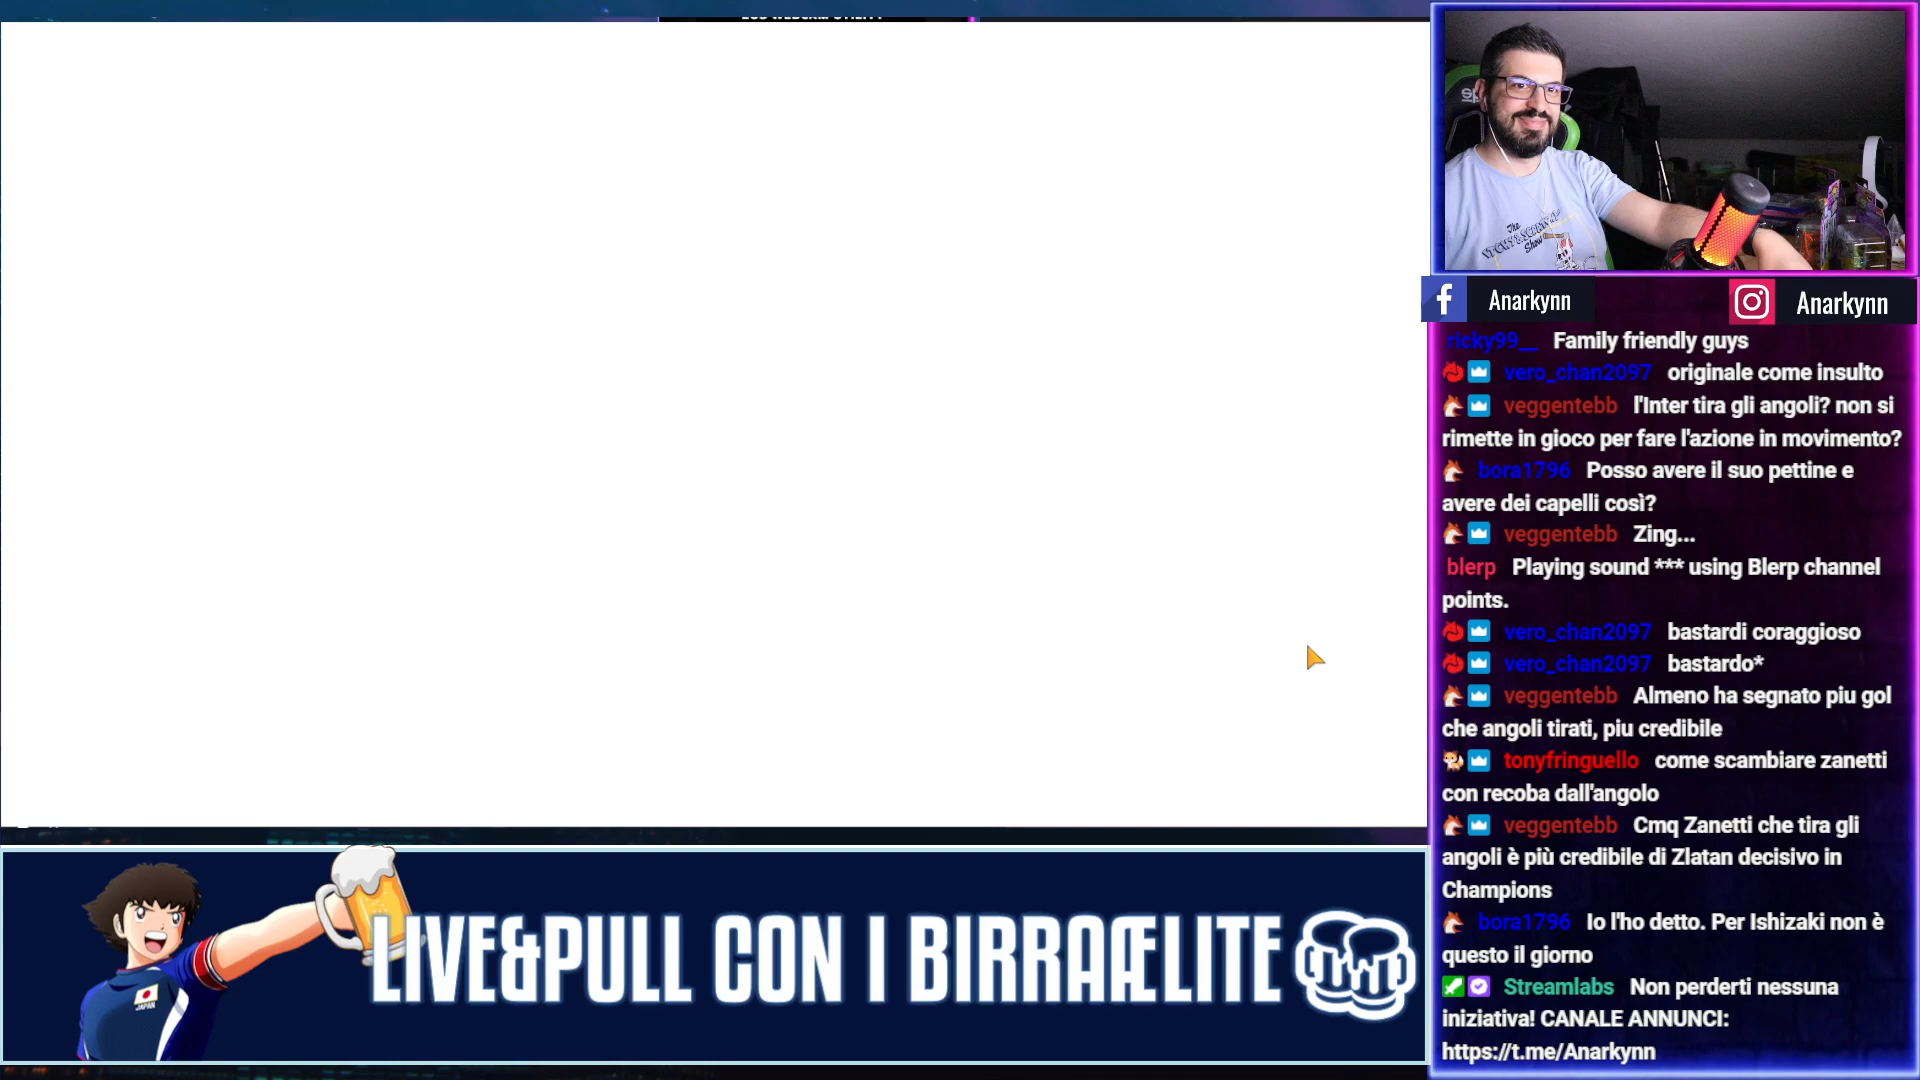 Anarkynn
Anarkynn
ricky99__ Family friendly guys
vero_chan2097 originale come insulto
veggentebb l'Inter tira gli angoli? non si
rimette in gioco per fare l'azione in movimento?
bora1796 Posso avere il suo pettine e
avere dei capelli così?
veggentebb Zing...
blerp Playing sound *** using Blerp channel
points.
vero_chan2097 bastardi coraggioso
vero_chan2097 bastardo*
veggentebb Almeno ha segnato piu gol
che angoli tirati, piu credibile
tonyfringuello come scambiare zanetti
con recoba dall'angolo
veggentebb Cmq Zanetti che tira gli
angoli è più credibile di Zlatan decisivo in
Champions
bora1796 Io l'ho detto. Per Ishizaki non è
questo il giorno
Streamlabs Non perderti nessuna
iniziativa! CANALE ANNUNCI:
https://t.me/Anarkynn
The
ITCHY & SCRATCHY
Show
JAPAN
LIVE&PULL CON I BIRRAÆLITE